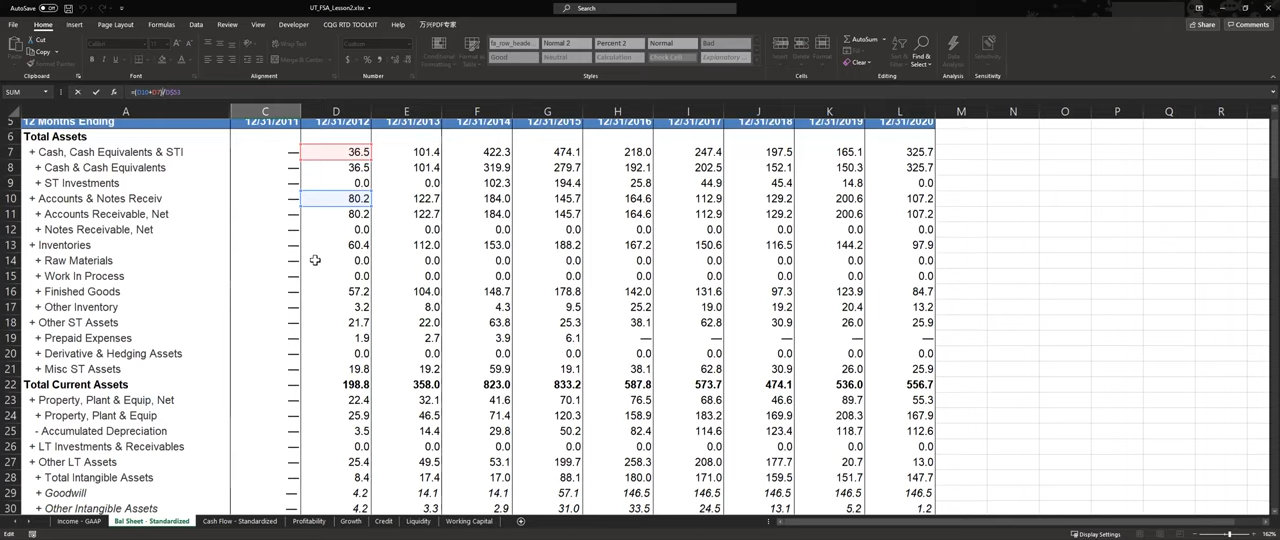 AutoSave Off UT_FSA_Lesson2.xlsx Search
File Home Insert Page Layout Formulas Data Review View Developer CQG RTD TOOLKIT 万兴PDF专家 Share Comments
Cut Calibri Wrap Text fa_row_heade... Normal 2 Percent 2 Normal Bad AutoSum
Copy Merge & Center Conditional Formatting Format as Table Insert Delete Format Fill Sort & Filter Find & Select Data Analysis Sensitivity
Format Painter Good Neutral Calculation Check Cell Explanatory ... Clear
Clipboard Font Alignment Number Styles Cells Editing Analysis Sensitivity
SUM =(D10+D7)/D$51
A C D E F G H I J K L M N O P Q R
5 12 Months Ending 12/31/2011 12/31/2012 12/31/2013 12/31/2014 12/31/2015 12/31/2016 12/31/2017 12/31/2018 12/31/2019 12/31/2020
6 Total Assets
7 + Cash, Cash Equivalents & STI — 36.5 101.4 422.3 474.1 218.0 247.4 197.5 165.1 325.7
8 + Cash & Cash Equivalents — 36.5 101.4 319.9 279.7 192.1 202.5 152.1 150.3 325.7
9 + ST Investments — 0.0 0.0 102.3 194.4 25.8 44.9 45.4 14.8 0.0
10 + Accounts & Notes Receiv — 80.2 122.7 184.0 145.7 164.6 112.9 129.2 200.6 107.2
11 + Accounts Receivable, Net — 80.2 122.7 184.0 145.7 164.6 112.9 129.2 200.6 107.2
12 + Notes Receivable, Net — 0.0 0.0 0.0 0.0 0.0 0.0 0.0 0.0 0.0
13 + Inventories — 60.4 112.0 153.0 188.2 167.2 150.6 116.5 144.2 97.9
14 + Raw Materials — 0.0 0.0 0.0 0.0 0.0 0.0 0.0 0.0 0.0
15 + Work In Process — 0.0 0.0 0.0 0.0 0.0 0.0 0.0 0.0 0.0
16 + Finished Goods — 57.2 104.0 148.7 178.8 142.0 131.6 97.3 123.9 84.7
17 + Other Inventory — 3.2 8.0 4.3 9.5 25.2 19.0 19.2 20.4 13.2
18 + Other ST Assets — 21.7 22.0 63.8 25.3 38.1 62.8 30.9 26.0 25.9
19 + Prepaid Expenses — 1.9 2.7 3.9 6.1 — — — — —
20 + Derivative & Hedging Assets — 0.0 0.0 0.0 0.0 0.0 0.0 0.0 0.0 0.0
21 + Misc ST Assets — 19.8 19.2 59.9 19.1 38.1 62.8 30.9 26.0 25.9
22 Total Current Assets — 198.8 358.0 823.0 833.2 587.8 573.7 474.1 536.0 556.7
23 + Property, Plant & Equip, Net — 22.4 32.1 41.6 70.1 76.5 68.6 46.6 89.7 55.3
24 + Property, Plant & Equip — 25.9 46.5 71.4 120.3 158.9 183.2 169.9 208.3 167.9
25 - Accumulated Depreciation — 3.5 14.4 29.8 50.2 82.4 114.6 123.4 118.7 112.6
26 + LT Investments & Receivables — 0.0 0.0 0.0 0.0 0.0 0.0 0.0 0.0 0.0
27 + Other LT Assets — 25.4 49.5 53.1 199.7 258.3 208.0 177.7 20.7 13.0
28 + Total Intangible Assets — 8.4 17.4 17.0 88.1 180.0 171.0 159.5 151.7 147.7
29 + Goodwill — 4.2 14.1 14.1 57.1 146.5 146.5 146.5 146.5 146.5
30 + Other Intangible Assets — 4.2 3.3 2.9 31.0 33.5 24.5 13.1 5.2 1.2
Income - GAAP Bal Sheet - Standardized Cash Flow - Standardized Profitability Growth Credit Liquidity Working Capital
Edit Display Settings 162%